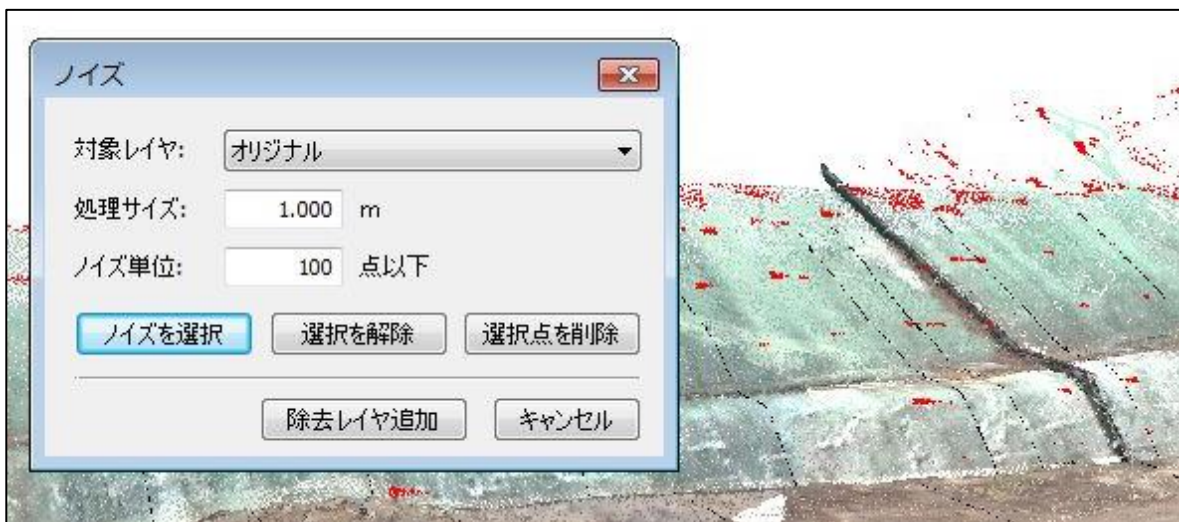 ノイズ
対象レイヤ: オリジナル
処理サイズ: 1.000 m
ノイズ単位: 100 点以下
ノイズを選択 選択を解除 選択点を削除
除去レイヤ追加 キャンセル